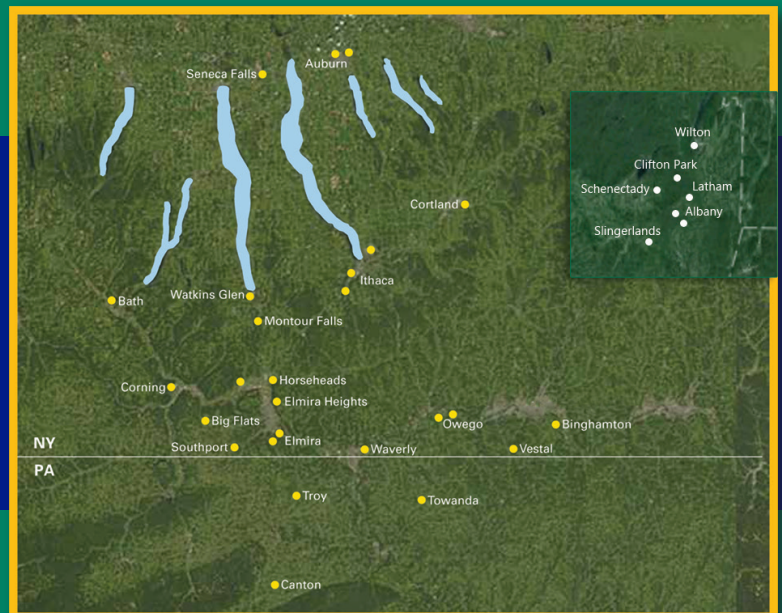 Auburn
Seneca Falls
Wilton
Clifton Park
Schenectady
Latham
Albany
Slingerlands
Cortland
Ithaca
Bath
Watkins Glen
Montour Falls
Corning
Horseheads
Elmira Heights
Big Flats
Owego
Binghamton
Elmira
Southport
Waverly
Vestal
NY
PA
Troy
Towanda
Canton